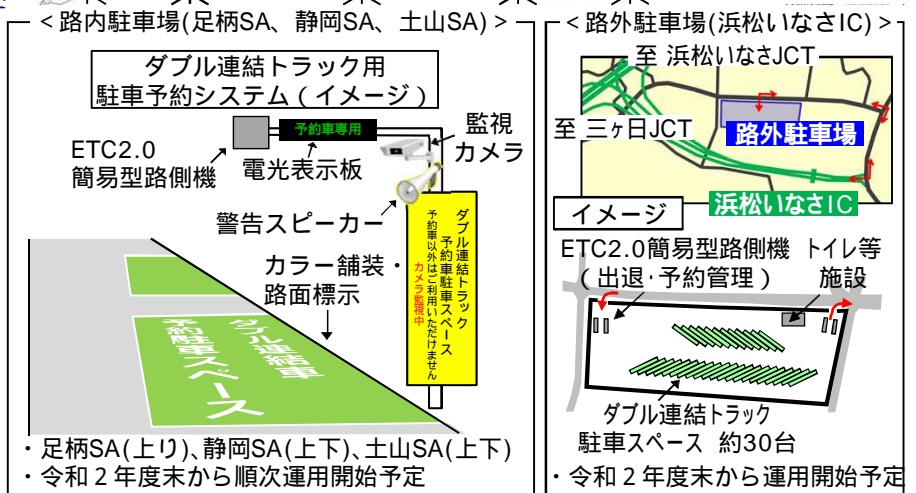 ＜路内駐車場(足柄SA、静岡SA、土山SA)＞
ダブル連結トラック用
駐車予約システム（イメージ）
予約車専用
監視
カメラ
ETC2.0
簡易型路側機
電光表示板
警告スピーカー
ダブル連結トラック
予約車駐車スペース
予約車以外はご利用いただけません
カメラ監視中
カラー舗装・
路面標示
ダブル連結車
予約駐車スペース
・足柄SA(上り)、静岡SA(上下)、土山SA(上下)
・令和２年度末から順次運用開始予定
＜路外駐車場(浜松いなさIC)＞
至 浜松いなさJCT
至 三ヶ日JCT
路外駐車場
浜松いなさIC
イメージ
ETC2.0簡易型路側機
（出退･予約管理）
トイレ等
施設
ダブル連結トラック
駐車スペース 約30台
・令和２年度末から運用開始予定